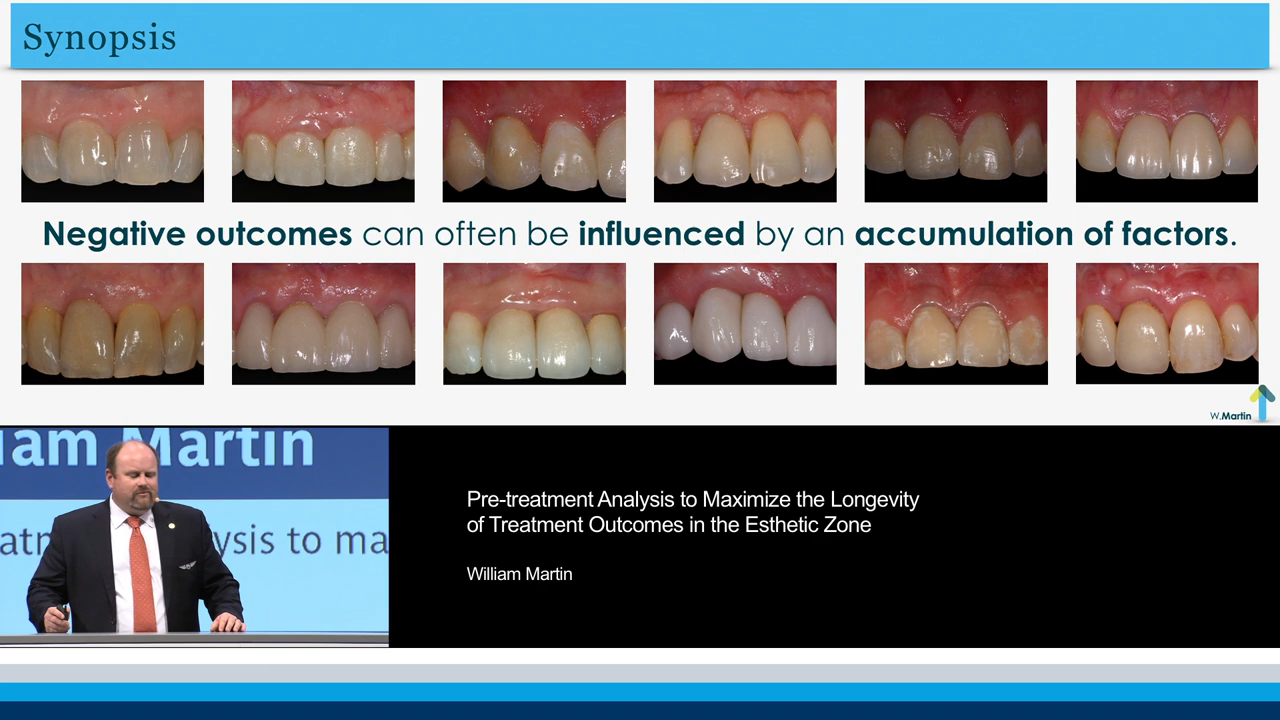 Synopsis
Negative outcomes can often be influenced by an accumulation of factors.
W.Martin
iam Martin
ysis to ma
Pre-treatment Analysis to Maximize the Longevity
of Treatment Outcomes in the Esthetic Zone
William Martin